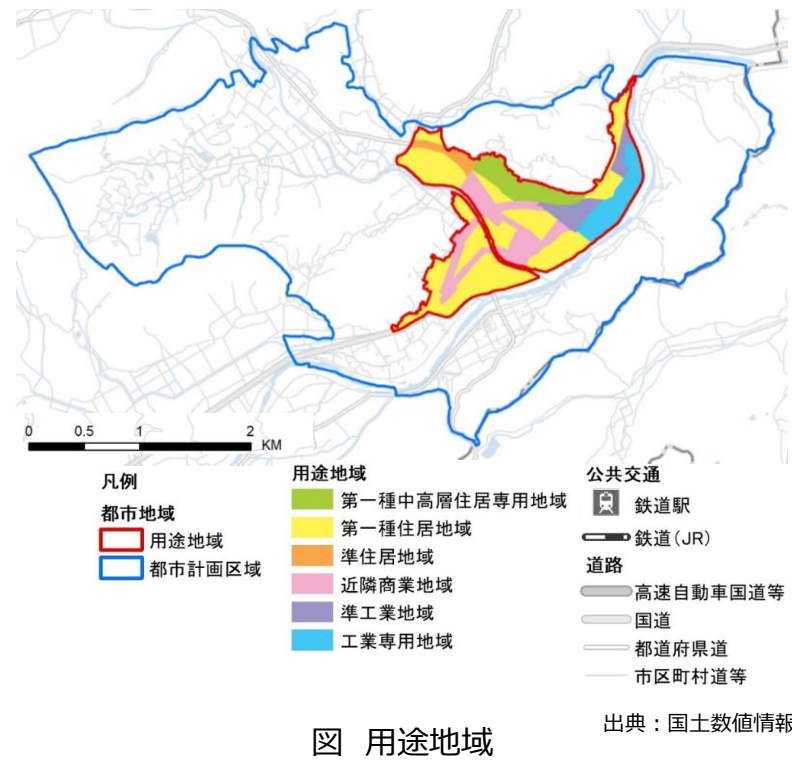 0 0.5 1 2
KM
凡例
都市地域
用途地域
都市計画区域
用途地域
第一種中高層住居専用地域
第一種住居地域
準住居地域
近隣商業地域
準工業地域
工業専用地域
公共交通
鉄道駅
鉄道(JR)
道路
高速自動車国道等
国道
都道府県道
市区町村道等
出典：国土数値情報
図 用途地域